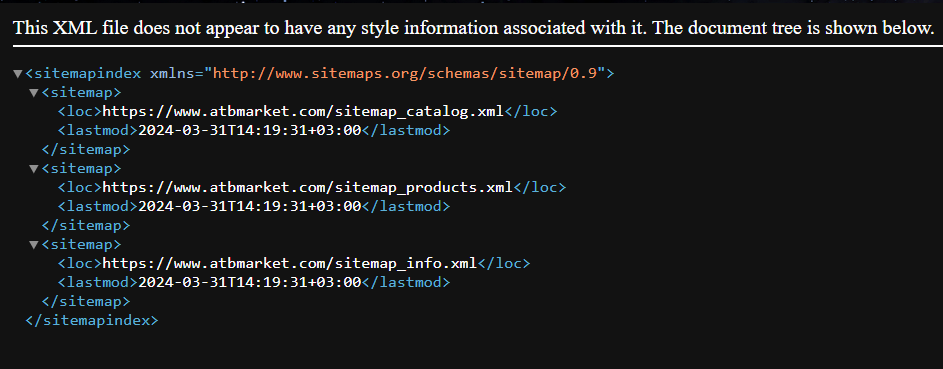 This XML file does not appear to have any style information associated with it. The document tree is shown below.
<sitemapindex xmlns="http://www.sitemaps.org/schemas/sitemap/0.9">
<sitemap>
<loc>https://www.atbmarket.com/sitemap_catalog.xml</loc>
<lastmod>2024-03-31T14:19:31+03:00</lastmod>
</sitemap>
<sitemap>
<loc>https://www.atbmarket.com/sitemap_products.xml</loc>
<lastmod>2024-03-31T14:19:31+03:00</lastmod>
</sitemap>
<sitemap>
<loc>https://www.atbmarket.com/sitemap_info.xml</loc>
<lastmod>2024-03-31T14:19:31+03:00</lastmod>
</sitemap>
</sitemapindex>